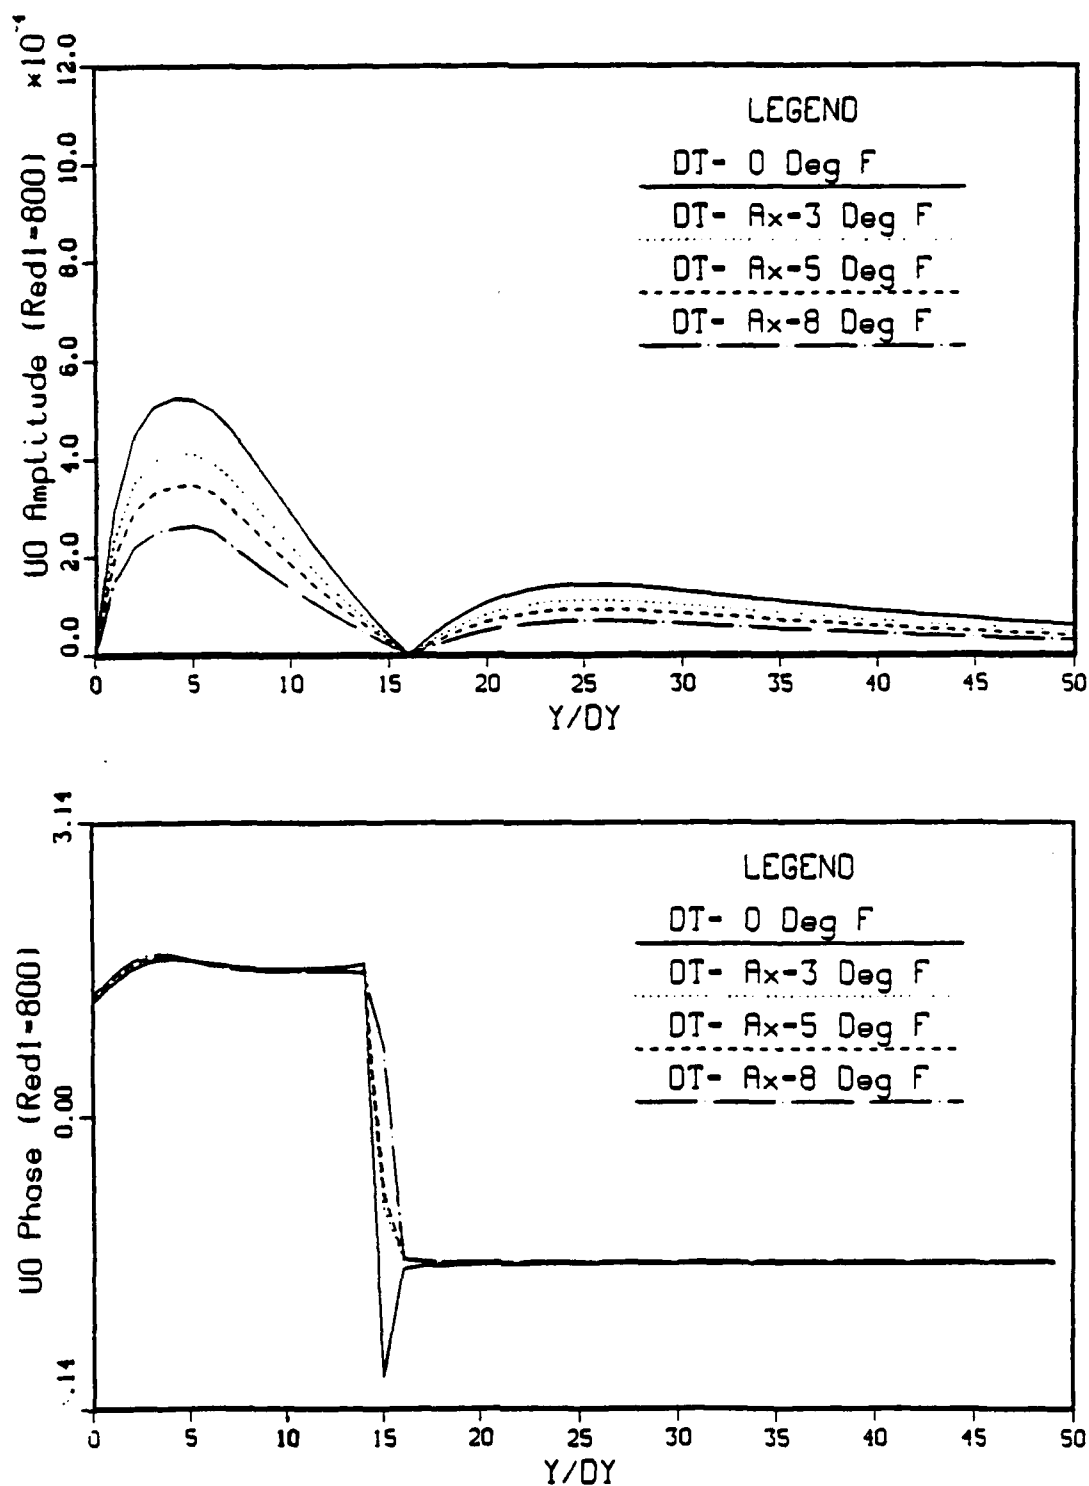 ×10⁻⁴
UO Amplitude (Red1=800)
12.0
10.0
8.0
6.0
4.0
2.0
0.0
LEGEND
DT= 0 Deg F
DT= Ax=3 Deg F
DT= Ax=5 Deg F
DT= Ax=8 Deg F
0 5 10 15 20 25 30 35 40 45 50
Y/DY
UO Phase (Red1=800)
3.14
0.00
.14
LEGEND
DT= 0 Deg F
DT= Ax=3 Deg F
DT= Ax=5 Deg F
DT= Ax=8 Deg F
0 5 10 15 20 25 30 35 40 45 50
Y/DY